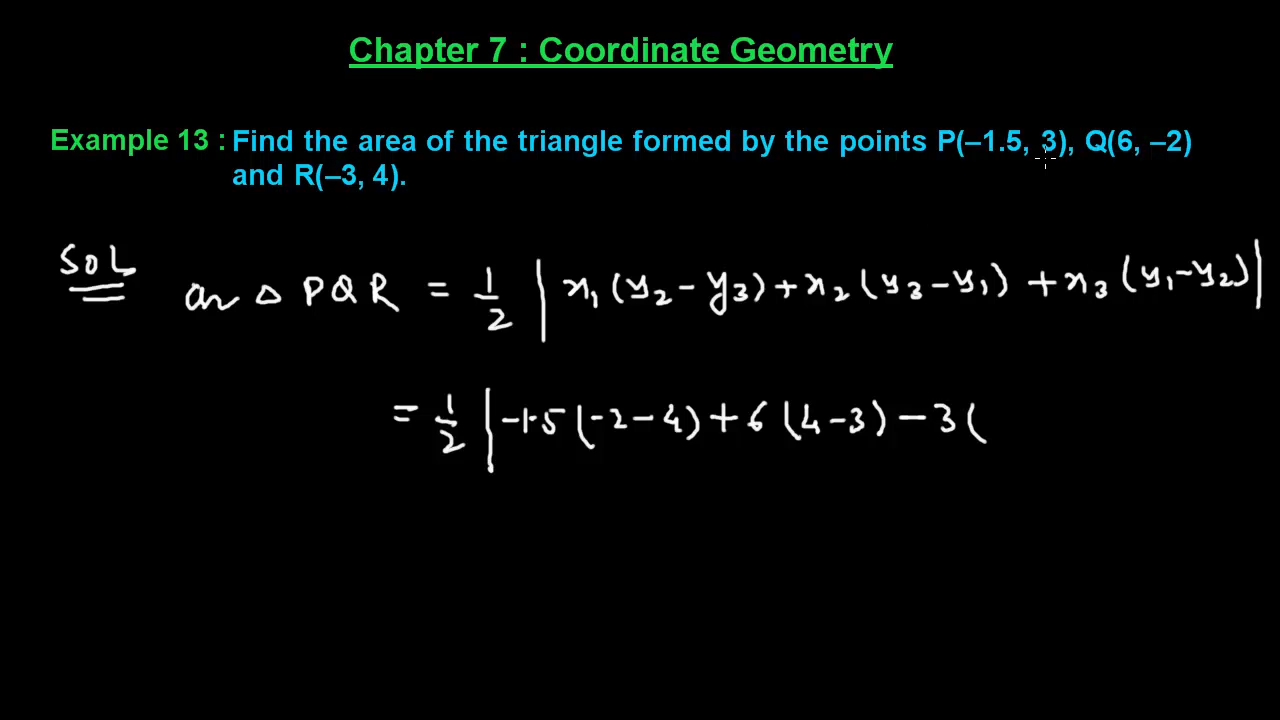 Chapter 7 : Coordinate Geometry
Example 13 : Find the area of the triangle formed by the points P(–1.5, 3), Q(6, –2)
and R(–3, 4).
SOL
ar △ PQR = 1/2 | x₁ (y₂ – y₃) + x₂ (y₃ – y₁) + x₃ (y₁ – y₂) |
= 1/2 | –1.5 (–2 – 4) + 6 (4 – 3) – 3 (